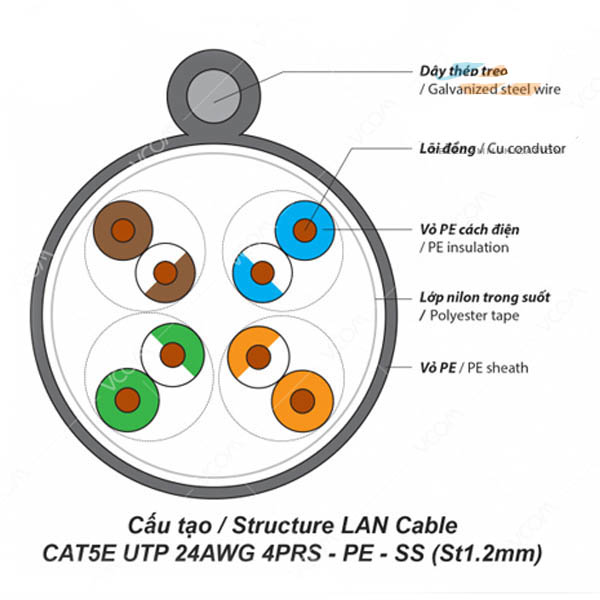 Dây thép treo
/ Galvanized steel wire
Lõi đồng / Cu condutor
Vỏ PE cách điện
/ PE insulation
Lớp nilon trong suốt
/ Polyester tape
Vỏ PE / PE sheath
Cấu tạo / Structure LAN Cable
CAT5E UTP 24AWG 4PRS - PE - SS (St1.2mm)